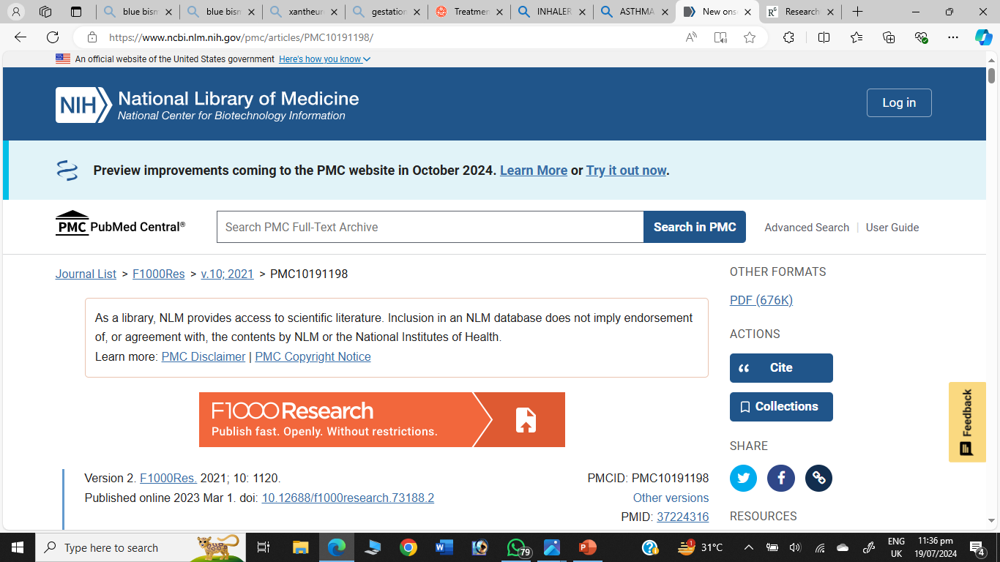 blue bism
blue bism
xantheum
gestation
Treatmen
INHALER
ASTHMA
New ons
Research
https://www.ncbi.nlm.nih.gov/pmc/articles/PMC10191198/
An official website of the United States government Here's how you know
NIH National Library of Medicine
National Center for Biotechnology Information
Log in
Preview improvements coming to the PMC website in October 2024. Learn More or Try it out now.
PMC PubMed Central®
Search PMC Full-Text Archive
Search in PMC
Advanced Search | User Guide
Journal List > F1000Res > v.10; 2021 > PMC10191198
As a library, NLM provides access to scientific literature. Inclusion in an NLM database does not imply endorsement
of, or agreement with, the contents by NLM or the National Institutes of Health.
Learn more: PMC Disclaimer | PMC Copyright Notice
F1000Research
Publish fast. Openly. Without restrictions.
Version 2. F1000Res. 2021; 10: 1120.
Published online 2023 Mar 1. doi: 10.12688/f1000research.73188.2
PMCID: PMC10191198
Other versions
PMID: 37224316
OTHER FORMATS
PDF (676K)
ACTIONS
Cite
Collections
SHARE
RESOURCES
Feedback
Type here to search
79
1
31°C
ENG
UK
11:36 pm
19/07/2024
4